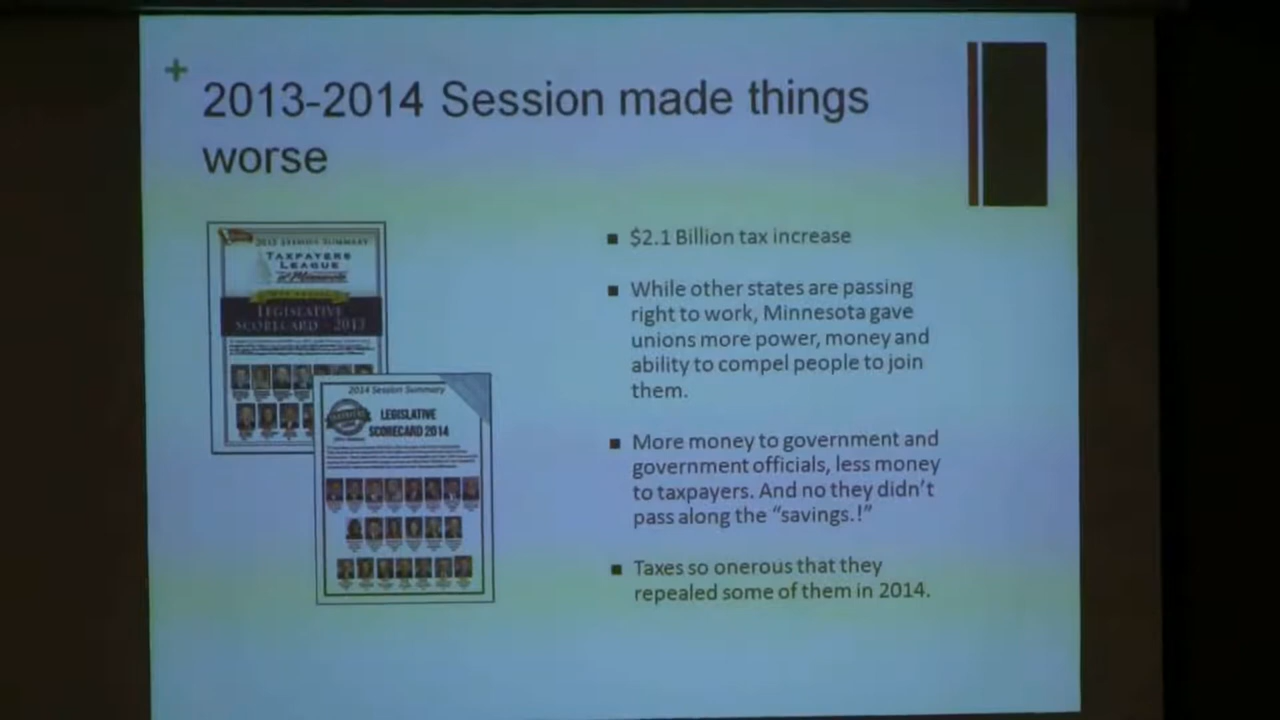 +
2013-2014 Session made things
worse
2013 SESSION SUMMARY
TAXPAYERS
LEAGUE
of Minnesota
LEGISLATIVE
SCORECARD - 2013
2014 Session Summary
LEGISLATIVE
SCORECARD 2014
■ $2.1 Billion tax increase
■ While other states are passing
right to work, Minnesota gave
unions more power, money and
ability to compel people to join
them.
■ More money to government and
government officials, less money
to taxpayers. And no they didn't
pass along the “savings.!”
■ Taxes so onerous that they
repealed some of them in 2014.